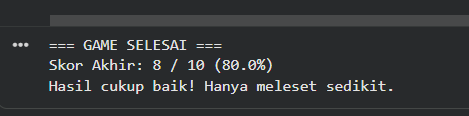 === GAME SELESAI ===
Skor Akhir: 8 / 10 (80.0%)
Hasil cukup baik! Hanya meleset sedikit.